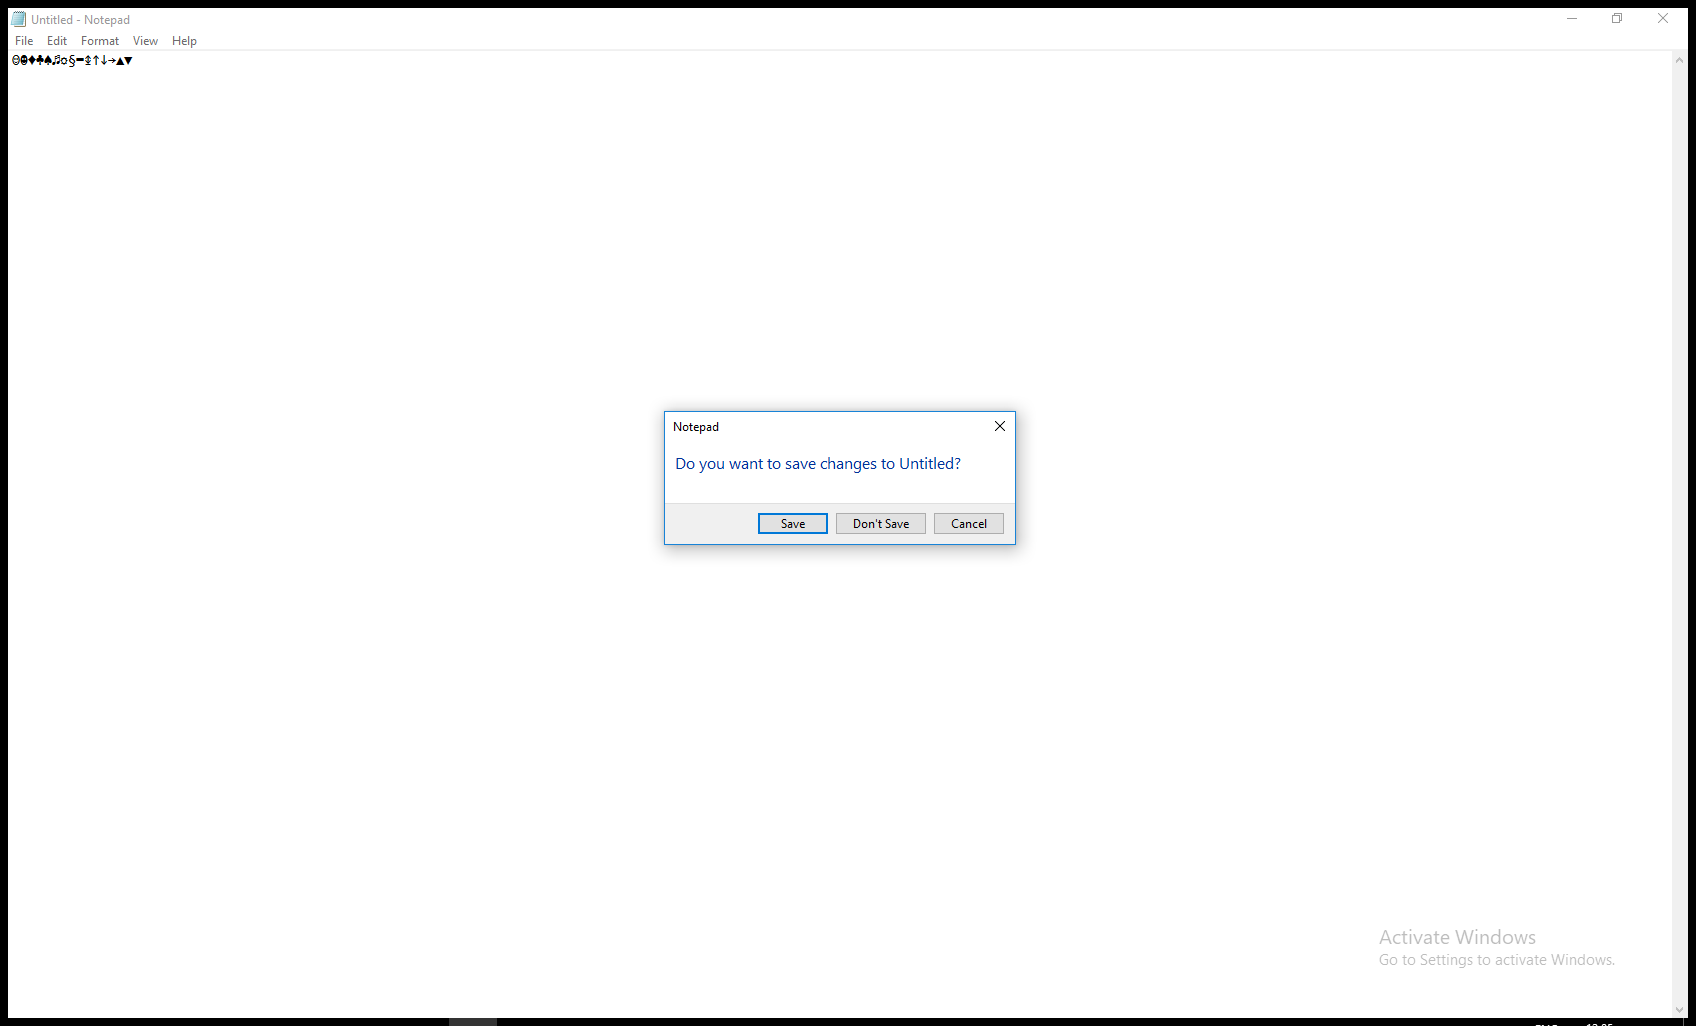 Untitled - Notepad
File Edit Format View Help
Notepad
Do you want to save changes to Untitled?
Save Don't Save Cancel
Activate Windows
Go to Settings to activate Windows.